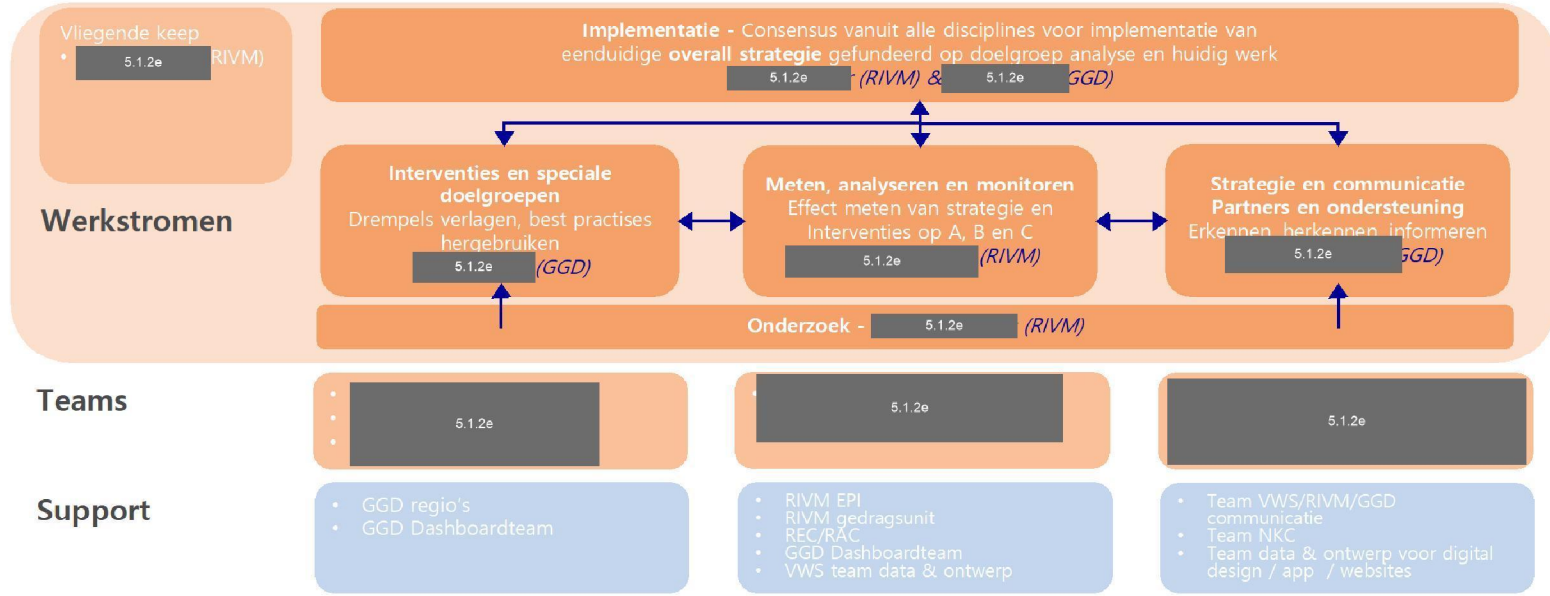 Vliegende keep
• 5.1.2e RIVM)
Implementatie - Consensus vanuit alle disciplines voor implementatie van
eenduidige overall strategie gefundeerd op doelgroep analyse en huidig werk
5.1.2e (RIVM) & 5.1.2e GGD)
Werkstromen
Interventies en speciale
doelgroepen
Drempels verlagen, best practises
hergebruiken
5.1.2e (GGD)
Meten, analyseren en monitoren
Effect meten van strategie en
Interventies op A, B en C
5.1.2e (RIVM)
Strategie en communicatie
Partners en ondersteuning
Erkennen, herkennen, informeren
5.1.2e GGD)
Onderzoek - 5.1.2e (RIVM)
Teams
5.1.2e
5.1.2e
5.1.2e
Support
• GGD regio's
• GGD Dashboardteam
• RIVM EPI
• RIVM gedragsunit
• REC/RAC
• GGD Dashboardteam
• VWS team data & ontwerp
• Team VWS/RIVM/GGD
communicatie
• Team NKC
• Team data & ontwerp voor digital
design / app / websites